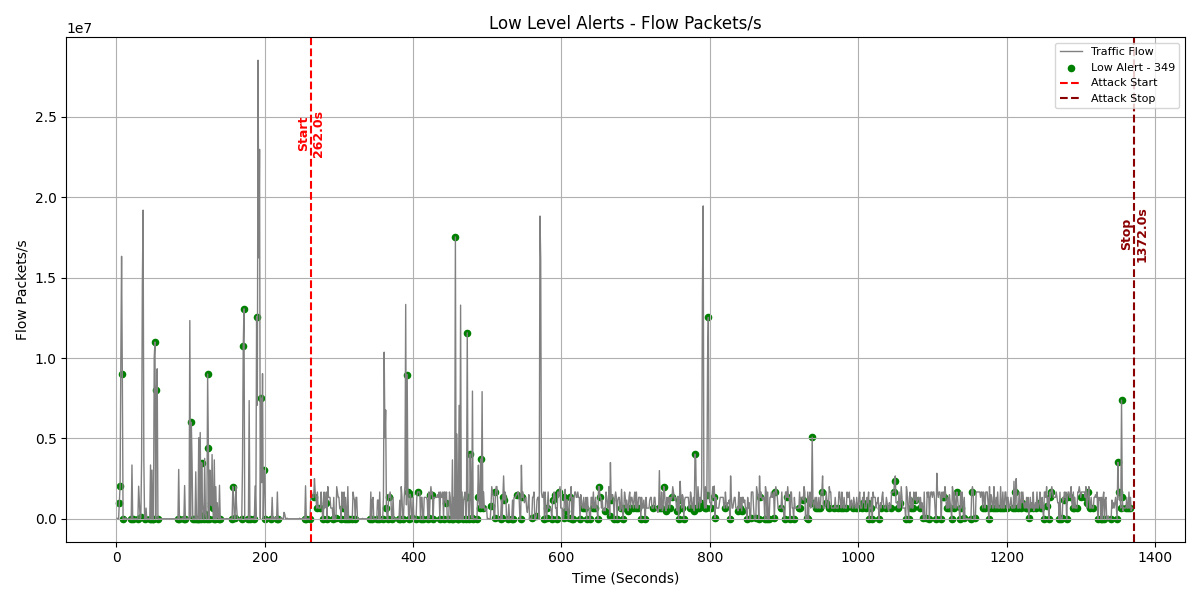 Low Level Alerts - Flow Packets/s
1e7
Traffic Flow
Low Alert - 349
Attack Start
Attack Stop
2.5
2.0
1.5
1.0
0.5
0.0
Flow Packets/s
Start
262.0s
Stop
1372.0s
0
200
400
600
800
1000
1200
1400
Time (Seconds)